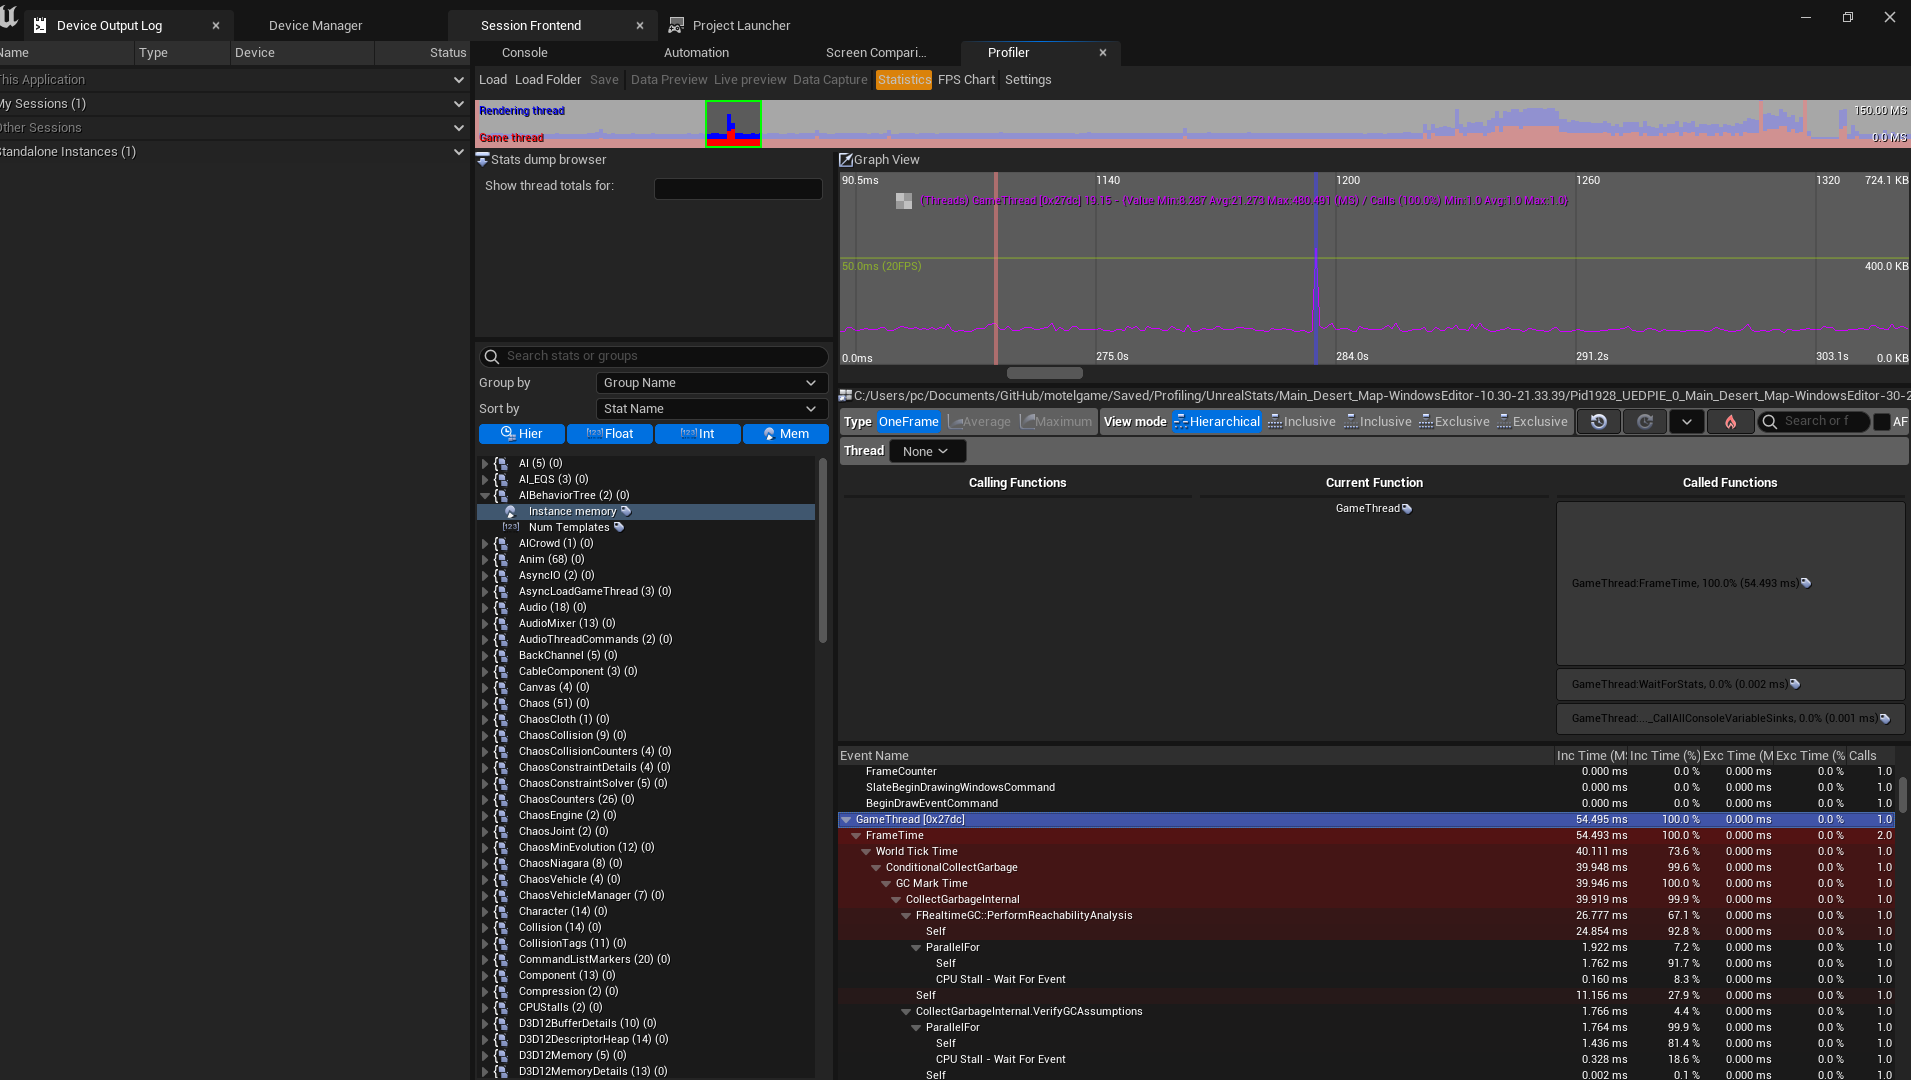 Device Output Log
Device Manager
Session Frontend
Project Launcher
Name Type Device Status
This Application
My Sessions (1)
Other Sessions
Standalone Instances (1)
Console Automation Screen Compari... Profiler
Load Load Folder Save Data Preview Live preview Data Capture Statistics FPS Chart Settings
Rendering thread 150.00 MS
Game thread 0.0 MS
Stats dump browser
Show thread totals for:
Search stats or groups
Group by Group Name
Sort by Stat Name
Hier Float Int Mem
AI (5) (0)
AI_EQS (3) (0)
AIBehaviorTree (2) (0)
Instance memory
Num Templates
AICrowd (1) (0)
Anim (68) (0)
AsyncIO (2) (0)
AsyncLoadGameThread (3) (0)
Audio (18) (0)
AudioMixer (13) (0)
AudioThreadCommands (2) (0)
BackChannel (5) (0)
CableComponent (3) (0)
Canvas (4) (0)
Chaos (51) (0)
ChaosCloth (1) (0)
ChaosCollision (9) (0)
ChaosCollisionCounters (4) (0)
ChaosConstraintDetails (4) (0)
ChaosConstraintSolver (5) (0)
ChaosCounters (26) (0)
ChaosEngine (2) (0)
ChaosJoint (2) (0)
ChaosMinEvolution (12) (0)
ChaosNiagara (8) (0)
ChaosVehicle (4) (0)
ChaosVehicleManager (7) (0)
Character (14) (0)
Collision (14) (0)
CollisionTags (11) (0)
CommandListMarkers (20) (0)
Component (13) (0)
Compression (2) (0)
CPUStalls (2) (0)
D3D12BufferDetails (10) (0)
D3D12DescriptorHeap (14) (0)
D3D12Memory (5) (0)
D3D12MemoryDetails (13) (0)
Graph View
90.5ms 1140 1200 1260 1320 724.1 KB
(Threads) GameThread [0x27dc] 19.15 - (Value Min:8.287 Avg:21.273 Max:480.491 (MS) / Calls (100.0%) Min:1.0 Avg:1.0 Max:1.0)
50.0ms (20FPS) 400.0 KB
0.0ms 275.0s 284.0s 291.2s 303.1s 0.0 KB
C:/Users/pc/Documents/GitHub/motelgame/Saved/Profiling/UnrealStats/Main_Desert_Map-WindowsEditor-10.30-21.33.39/Pid1928_UEDPIE_0_Main_Desert_Map-WindowsEditor-30-2
Type OneFrame Average Maximum View mode Hierarchical Inclusive Inclusive Exclusive Exclusive Search or f AF
Thread None
Calling Functions Current Function Called Functions
GameThread
GameThread:FrameTime, 100.0% (54.493 ms)
GameThread:WaitForStats, 0.0% (0.002 ms)
GameThread:..._CallAllConsoleVariableSinks, 0.0% (0.001 ms)
Event Name Inc Time (M Inc Time (%) Exc Time (M Exc Time (% Calls
FrameCounter 0.000 ms 0.0 % 0.000 ms 0.0 % 1.0
SlateBeginDrawingWindowsCommand 0.000 ms 0.0 % 0.000 ms 0.0 % 1.0
BeginDrawEventCommand 0.000 ms 0.0 % 0.000 ms 0.0 % 1.0
GameThread [0x27dc] 54.495 ms 100.0 % 0.000 ms 0.0 % 1.0
FrameTime 54.493 ms 100.0 % 0.000 ms 0.0 % 2.0
World Tick Time 40.111 ms 73.6 % 0.000 ms 0.0 % 1.0
ConditionalCollectGarbage 39.948 ms 99.6 % 0.000 ms 0.0 % 1.0
GC Mark Time 39.946 ms 100.0 % 0.000 ms 0.0 % 1.0
CollectGarbageInternal 39.919 ms 99.9 % 0.000 ms 0.0 % 1.0
FRealtimeGC::PerformReachabilityAnalysis 26.777 ms 67.1 % 0.000 ms 0.0 % 1.0
Self 24.854 ms 92.8 % 0.000 ms 0.0 % 1.0
ParallelFor 1.922 ms 7.2 % 0.000 ms 0.0 % 1.0
Self 1.762 ms 91.7 % 0.000 ms 0.0 % 1.0
CPU Stall - Wait For Event 0.160 ms 8.3 % 0.000 ms 0.0 % 1.0
Self 11.156 ms 27.9 % 0.000 ms 0.0 % 1.0
CollectGarbageInternal.VerifyGCAssumptions 1.766 ms 4.4 % 0.000 ms 0.0 % 1.0
ParallelFor 1.764 ms 99.9 % 0.000 ms 0.0 % 1.0
Self 1.436 ms 81.4 % 0.000 ms 0.0 % 1.0
CPU Stall - Wait For Event 0.328 ms 18.6 % 0.000 ms 0.0 % 1.0
Self 0.002 ms 0.1 % 0.000 ms 0.0 % 1.0